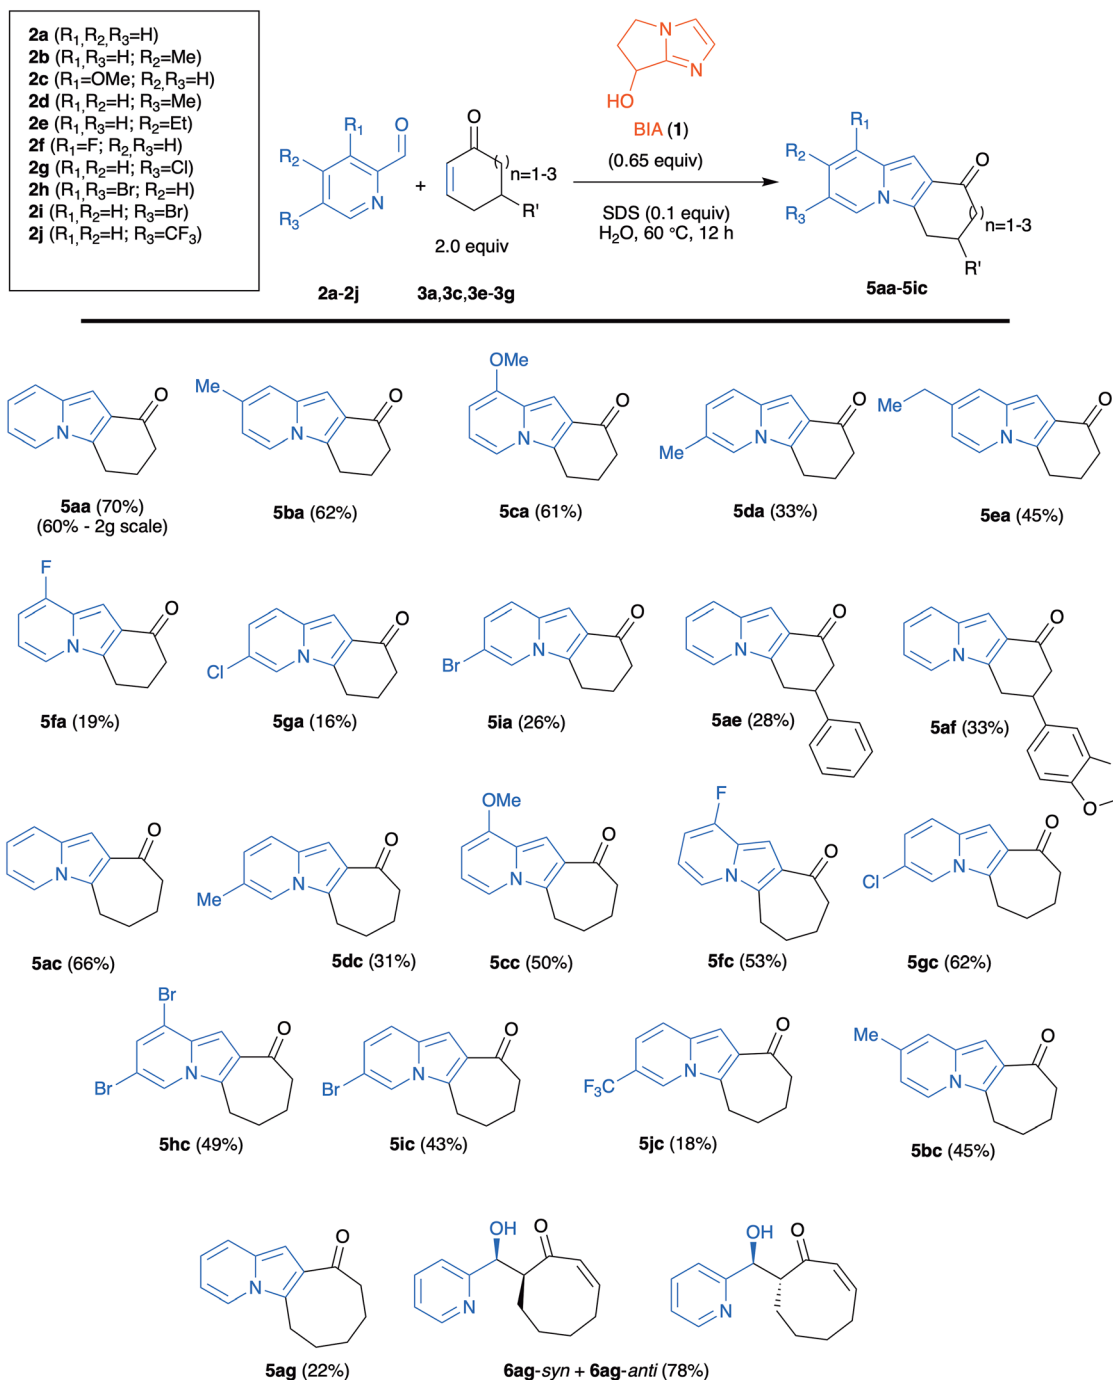 2a (R1,R2,R3=H)
2b (R1,R3=H; R2=Me)
2c (R1=OMe; R2,R3=H)
2d (R1,R2=H; R3=Me)
2e (R1,R3=H; R2=Et)
2f (R1=F; R2,R3=H)
2g (R1,R2=H; R3=Cl)
2h (R1,R3=Br; R2=H)
2i (R1,R2=H; R3=Br)
2j (R1,R2=H; R3=CF3)
R1
O
R2
R3
N
+
O
( )
n=1-3
R'
2.0 equiv
2a-2j
3a,3c,3e-3g
N
N
HO
BIA (1)
(0.65 equiv)
SDS (0.1 equiv)
H2O, 60 °C, 12 h
R1
R2
R3
N
O
( )
n=1-3
R'
5aa-5ic
N
O
5aa (70%)
(60% - 2g scale)
Me
N
O
5ba (62%)
OMe
N
O
5ca (61%)
Me
N
O
5da (33%)
Me
N
O
5ea (45%)
F
N
O
5fa (19%)
Cl
N
O
5ga (16%)
Br
N
O
5ia (26%)
N
O
5ae (28%)
N
O
O
5af (33%)
N
O
5ac (66%)
Me
N
O
5dc (31%)
OMe
N
O
5cc (50%)
F
N
O
5fc (53%)
Cl
N
O
5gc (62%)
Br
Br
N
O
5hc (49%)
Br
N
O
5ic (43%)
F3C
N
O
5jc (18%)
Me
N
O
5bc (45%)
N
O
5ag (22%)
OH
O
N
OH
O
N
6ag-syn + 6ag-anti (78%)